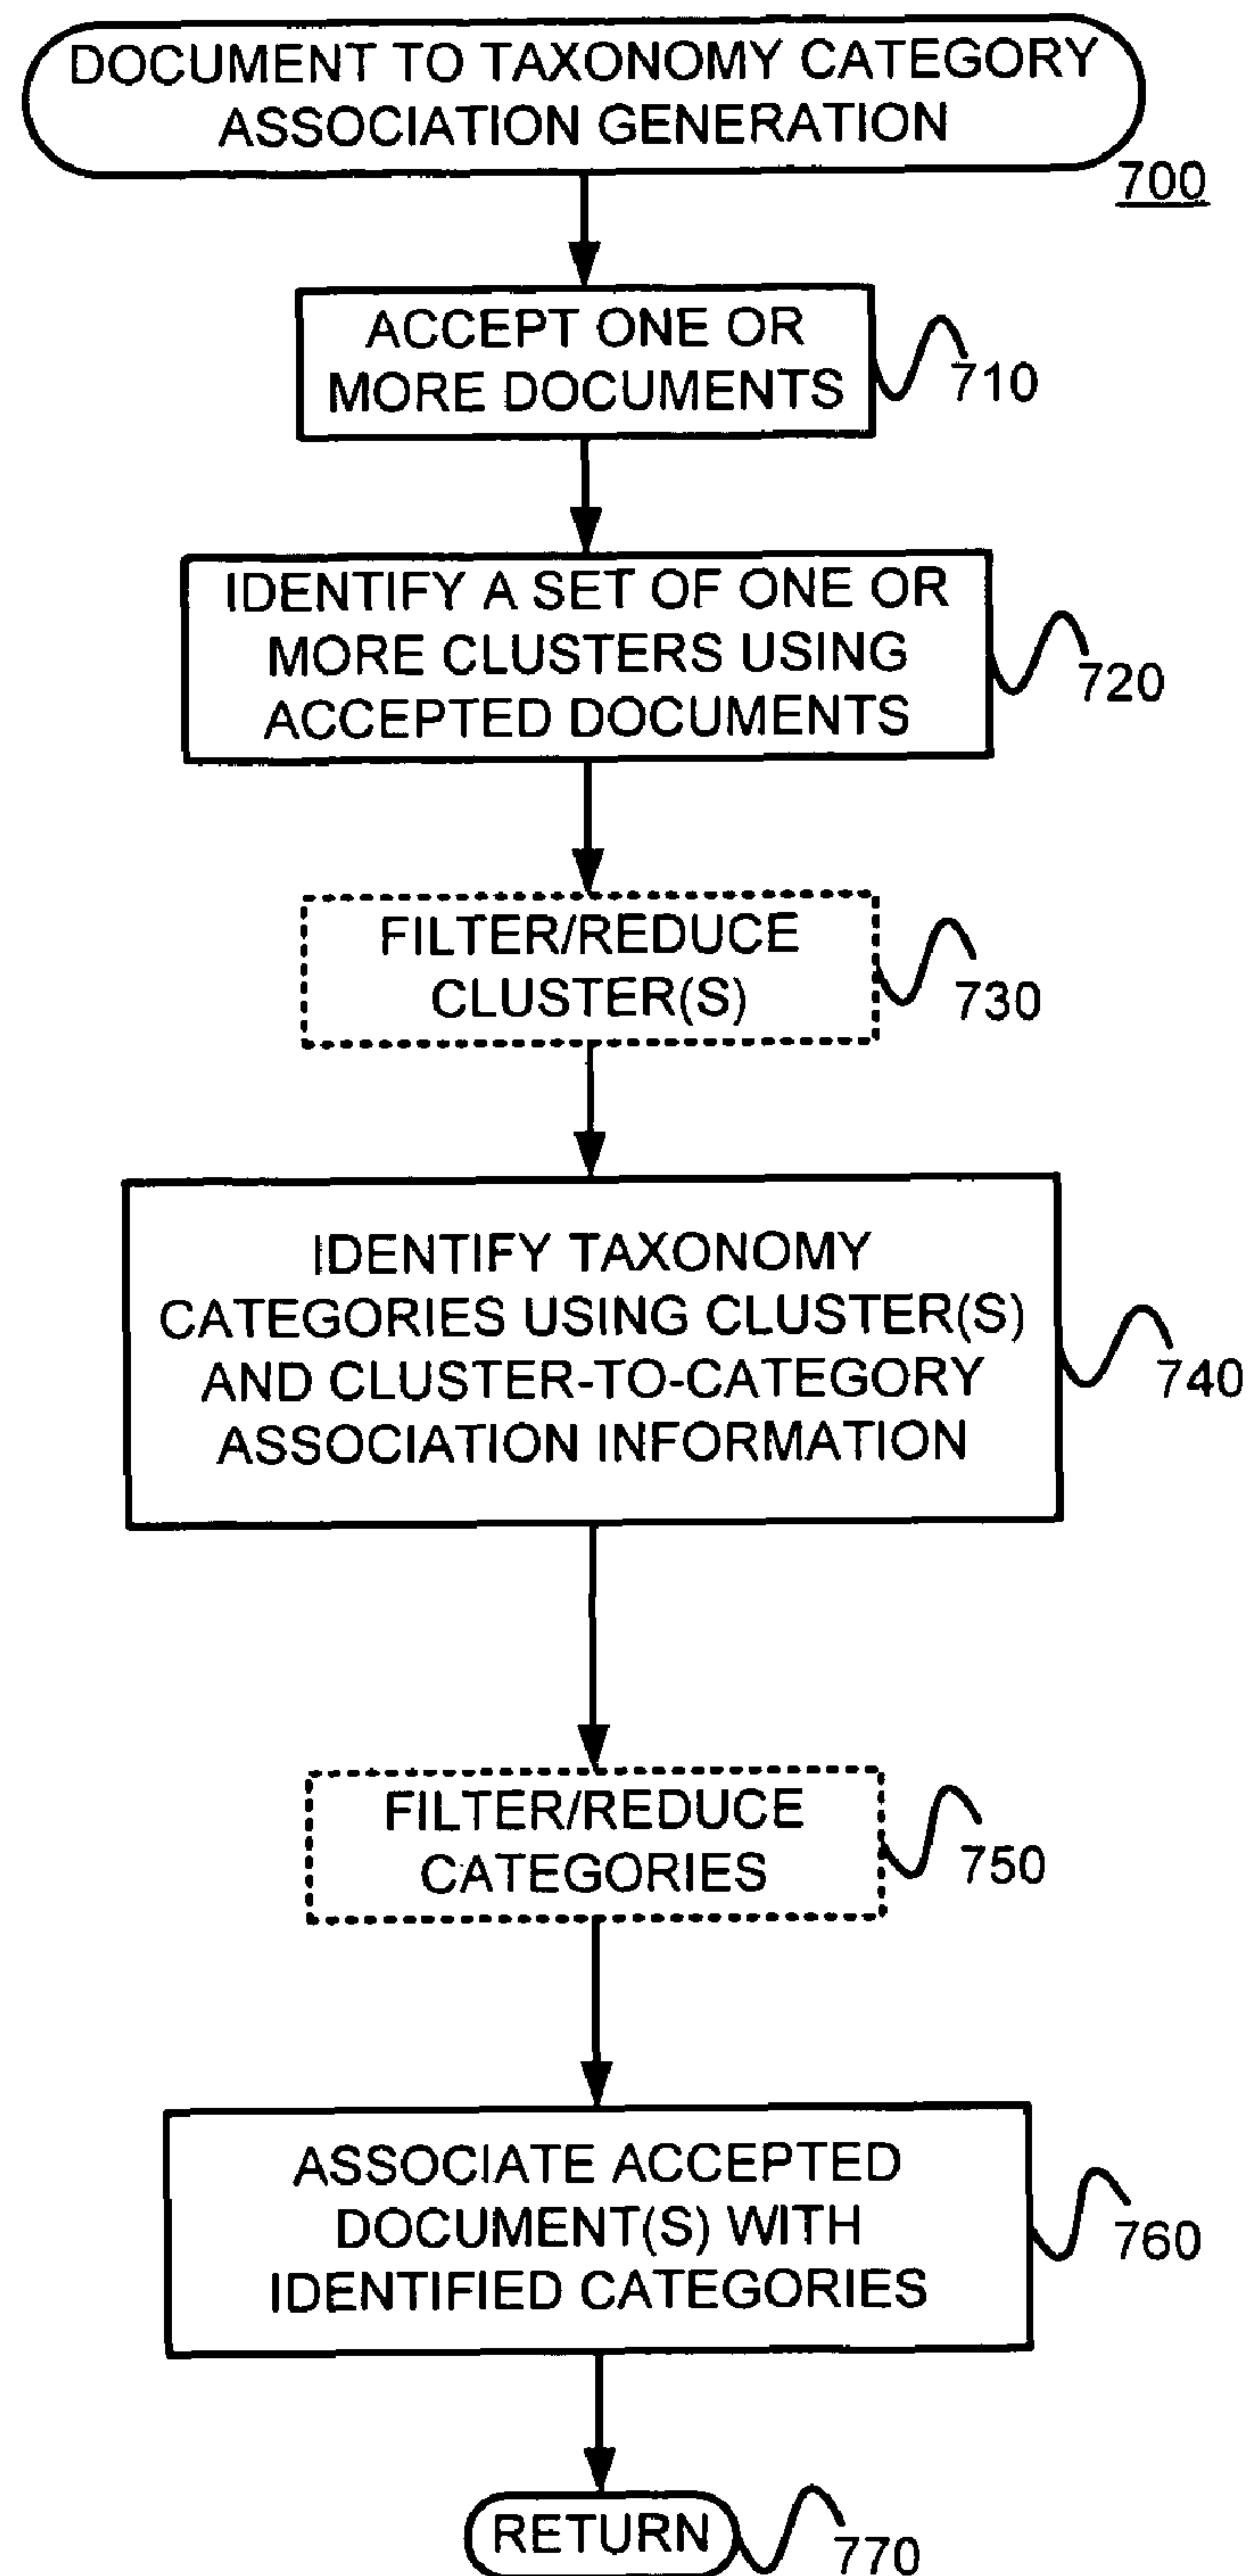 DOCUMENT TO TAXONOMY CATEGORY
ASSOCIATION GENERATION
700
ACCEPT ONE OR
MORE DOCUMENTS
710
IDENTIFY A SET OF ONE OR
MORE CLUSTERS USING
ACCEPTED DOCUMENTS
720
FILTER/REDUCE
CLUSTER(S)
730
IDENTIFY TAXONOMY
CATEGORIES USING CLUSTER(S)
AND CLUSTER-TO-CATEGORY
ASSOCIATION INFORMATION
740
FILTER/REDUCE
CATEGORIES
750
ASSOCIATE ACCEPTED
DOCUMENT(S) WITH
IDENTIFIED CATEGORIES
760
RETURN
770